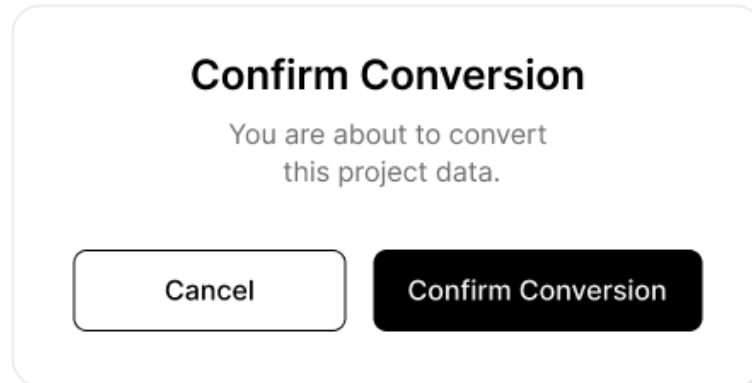 Confirm Conversion
You are about to convert
this project data.
Cancel
Confirm Conversion